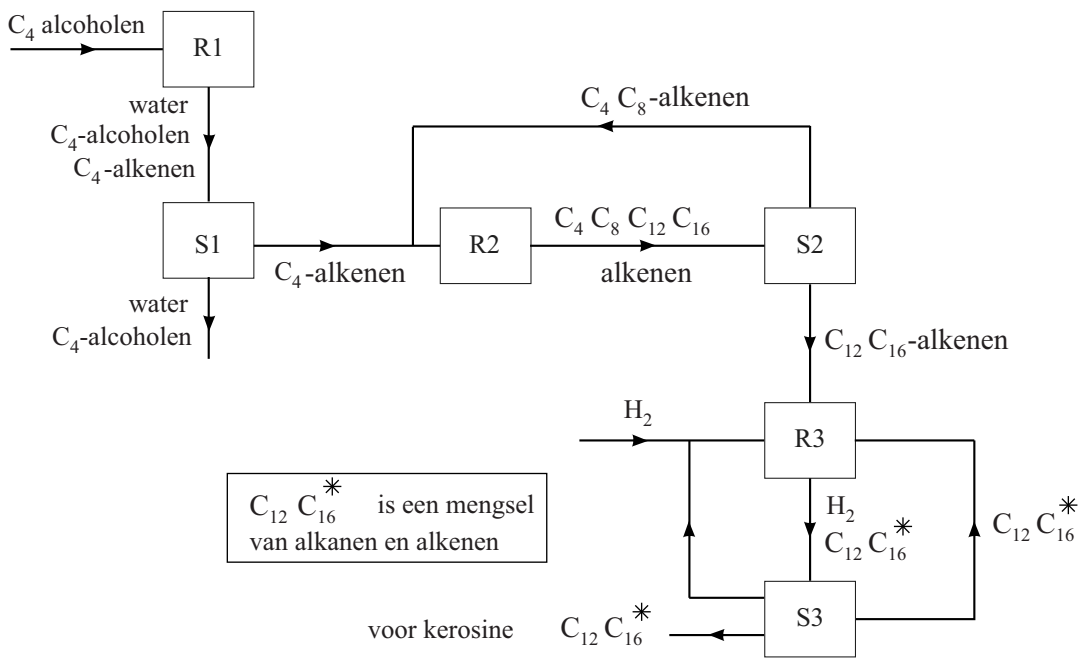 C₄ alcoholen
R1
water
C₄-alcoholen
C₄-alkenen
C₄ C₈-alkenen
S1
C₄-alkenen
R2
C₄ C₈ C₁₂ C₁₆
alkenen
S2
water
C₄-alcoholen
C₁₂ C₁₆-alkenen
H₂
R3
C₁₂ C₁₆* is een mengsel
van alkanen en alkenen
H₂
C₁₂ C₁₆*
C₁₂ C₁₆*
S3
voor kerosine C₁₂ C₁₆*